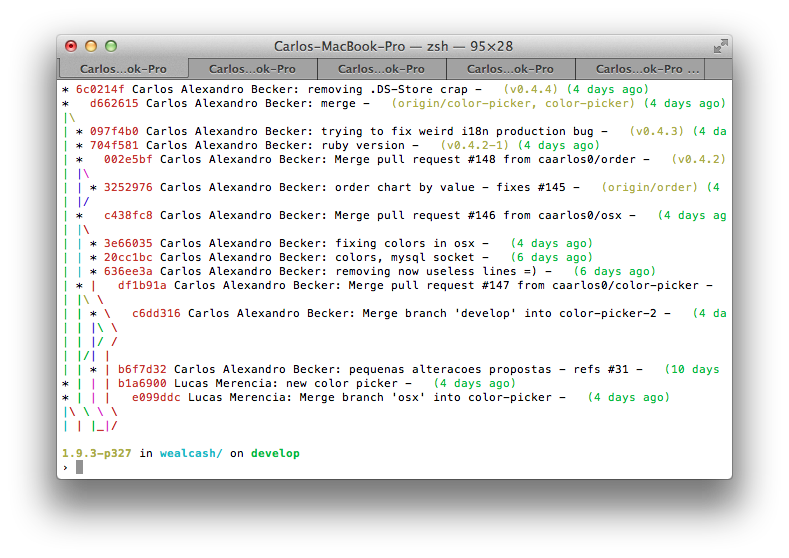 Carlos-MacBook-Pro — zsh — 95×28
Carlos...ok-Pro Carlos...ok-Pro Carlos...ok-Pro Carlos...ok-Pro Carlos...ok-Pro ...
* 6c0214f Carlos Alexandro Becker: removing .DS-Store crap - (v0.4.4) (4 days ago)
*   d662615 Carlos Alexandro Becker: merge - (origin/color-picker, color-picker) (4 days ago)
|\
| * 097f4b0 Carlos Alexandro Becker: trying to fix weird i18n production bug - (v0.4.3) (4 da
| * 704f581 Carlos Alexandro Becker: ruby version - (v0.4.2-1) (4 days ago)
| *   002e5bf Carlos Alexandro Becker: Merge pull request #148 from caarlos0/order - (v0.4.2)
| |\
| | * 3252976 Carlos Alexandro Becker: order chart by value - fixes #145 - (origin/order) (4
| |/
| *   c438fc8 Carlos Alexandro Becker: Merge pull request #146 from caarlos0/osx - (4 days ag
| |\
| | * 3e66035 Carlos Alexandro Becker: fixing colors in osx - (4 days ago)
| | * 20cc1bc Carlos Alexandro Becker: colors, mysql socket - (6 days ago)
| | * 636ee3a Carlos Alexandro Becker: removing now useless lines =) - (6 days ago)
| * |   df1b91a Carlos Alexandro Becker: Merge pull request #147 from caarlos0/color-picker -
| |\ \
| | * \   c6dd316 Carlos Alexandro Becker: Merge branch 'develop' into color-picker-2 - (4 da
| | |\ \
| | |/ /
| |/| |
| | * | b6f7d32 Carlos Alexandro Becker: pequenas alteracoes propostas - refs #31 - (10 days
* | | | b1a6900 Lucas Merencia: new color picker - (4 days ago)
* | | |   e099ddc Lucas Merencia: Merge branch 'osx' into color-picker - (4 days ago)
|\ \ \ \
| | |_|/
1.9.3-p327 in wealcash/ on develop
›